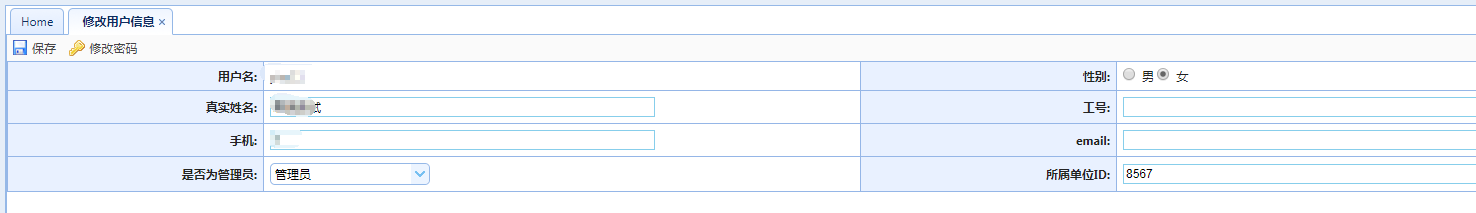 Home 修改用户信息 ×
保存 修改密码
用户名: 性别: 男 女
真实姓名: 试 工号:
手机: email:
是否为管理员: 管理员 所属单位ID: 8567